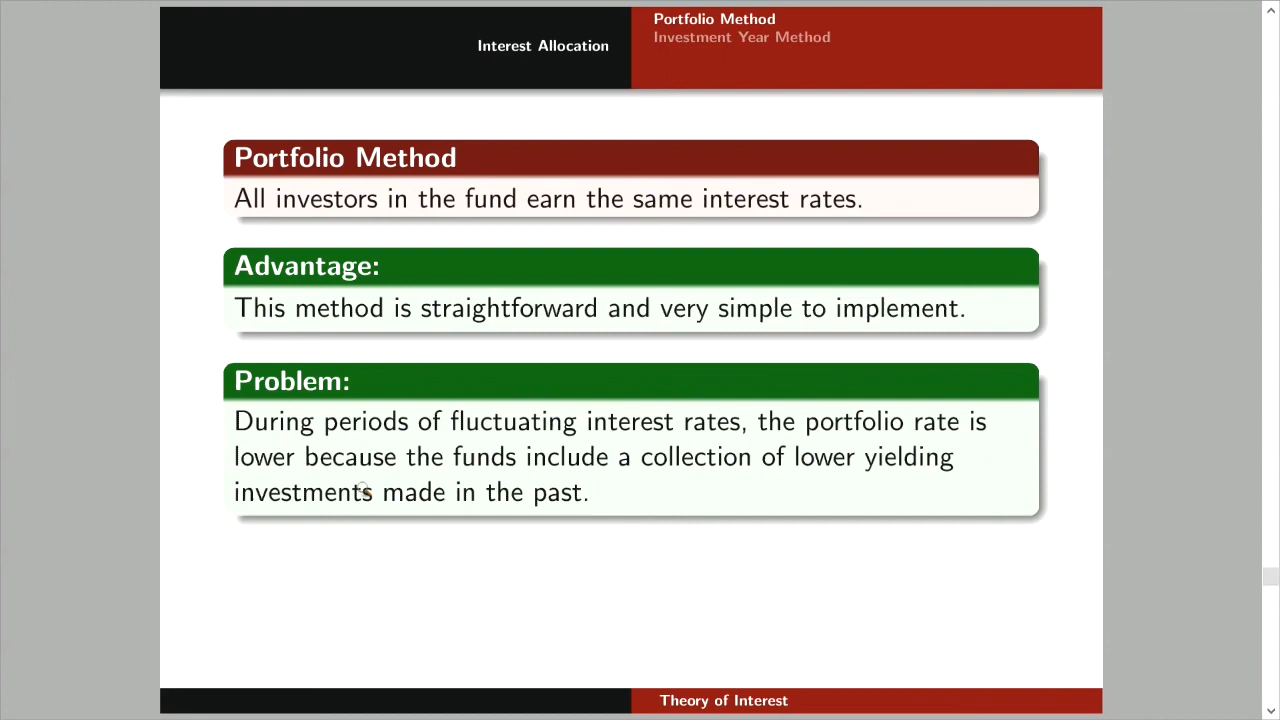 Interest Allocation
Portfolio Method
Investment Year Method
Portfolio Method
All investors in the fund earn the same interest rates.
Advantage:
This method is straightforward and very simple to implement.
Problem:
During periods of fluctuating interest rates, the portfolio rate is
lower because the funds include a collection of lower yielding
investments made in the past.
Theory of Interest